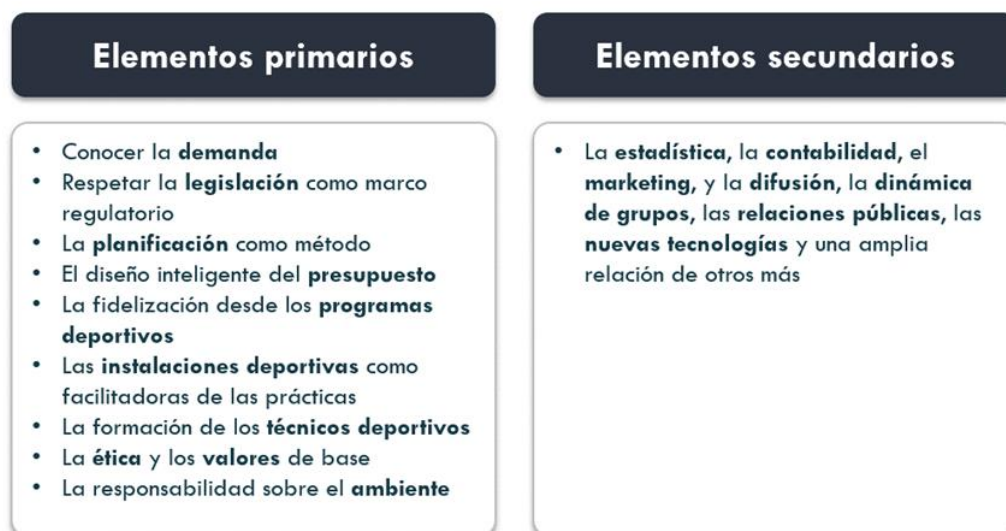 Elementos primarios
• Conocer la demanda
• Respetar la legislación como marco
regulatorio
• La planificación como método
• El diseño inteligente del presupuesto
• La fidelización desde los programas
deportivos
• Las instalaciones deportivas como
facilitadoras de las prácticas
• La formación de los técnicos deportivos
• La ética y los valores de base
• La responsabilidad sobre el ambiente
Elementos secundarios
• La estadística, la contabilidad, el
marketing, y la difusión, la dinámica
de grupos, las relaciones públicas, las
nuevas tecnologías y una amplia
relación de otros más